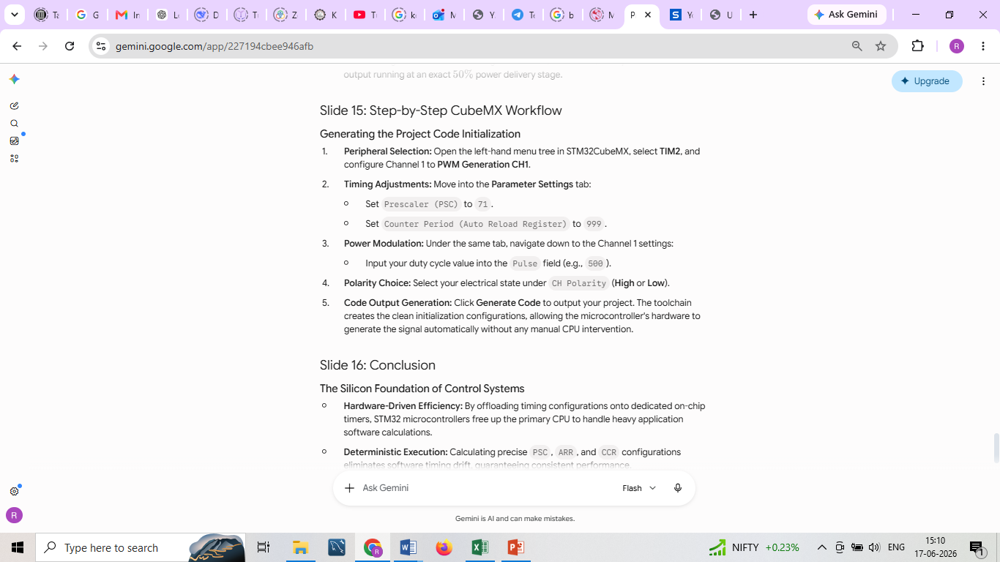 Ta
G
In
Lo
D
Tu
Z
K
Tu
k
M
Y.
Te
b
M
P
Yo
U
Ask Gemini
gemini.google.com/app/227194cbee946afb
R
output running at an exact 50% power delivery stage.
Upgrade
Slide 15: Step-by-Step CubeMX Workflow
Generating the Project Code Initialization
1. Peripheral Selection: Open the left-hand menu tree in STM32CubeMX, select TIM2, and
configure Channel 1 to PWM Generation CH1.
2. Timing Adjustments: Move into the Parameter Settings tab:
Set Prescaler (PSC) to 71.
Set Counter Period (Auto Reload Register) to 999.
3. Power Modulation: Under the same tab, navigate down to the Channel 1 settings:
Input your duty cycle value into the Pulse field (e.g., 500).
4. Polarity Choice: Select your electrical state under CH Polarity (High or Low).
5. Code Output Generation: Click Generate Code to output your project. The toolchain
creates the clean initialization configurations, allowing the microcontroller's hardware to
generate the signal automatically without any manual CPU intervention.
Slide 16: Conclusion
The Silicon Foundation of Control Systems
Hardware-Driven Efficiency: By offloading timing configurations onto dedicated on-chip
timers, STM32 microcontrollers free up the primary CPU to handle heavy application
software calculations.
Deterministic Execution: Calculating precise PSC, ARR, and CCR configurations
eliminates software timing drift, guaranteeing consistent performance.
Ask Gemini
Flash
R
Gemini is AI and can make mistakes.
Type here to search
NIFTY +0.23%
ENG
15:10
17-06-2026
1